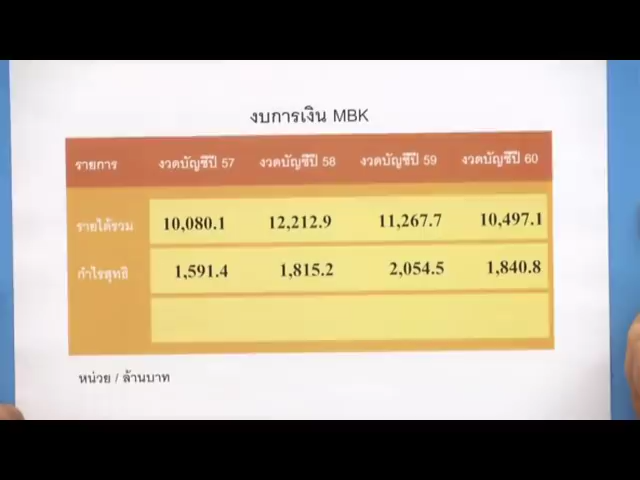 งบการเงิน MBK
รายการ งวดบัญชีปี 57 งวดบัญชีปี 58 งวดบัญชีปี 59 งวดบัญชีปี 60
รายได้รวม 10,080.1 12,212.9 11,267.7 10,497.1
กำไรสุทธิ 1,591.4 1,815.2 2,054.5 1,840.8
หน่วย / ล้านบาท